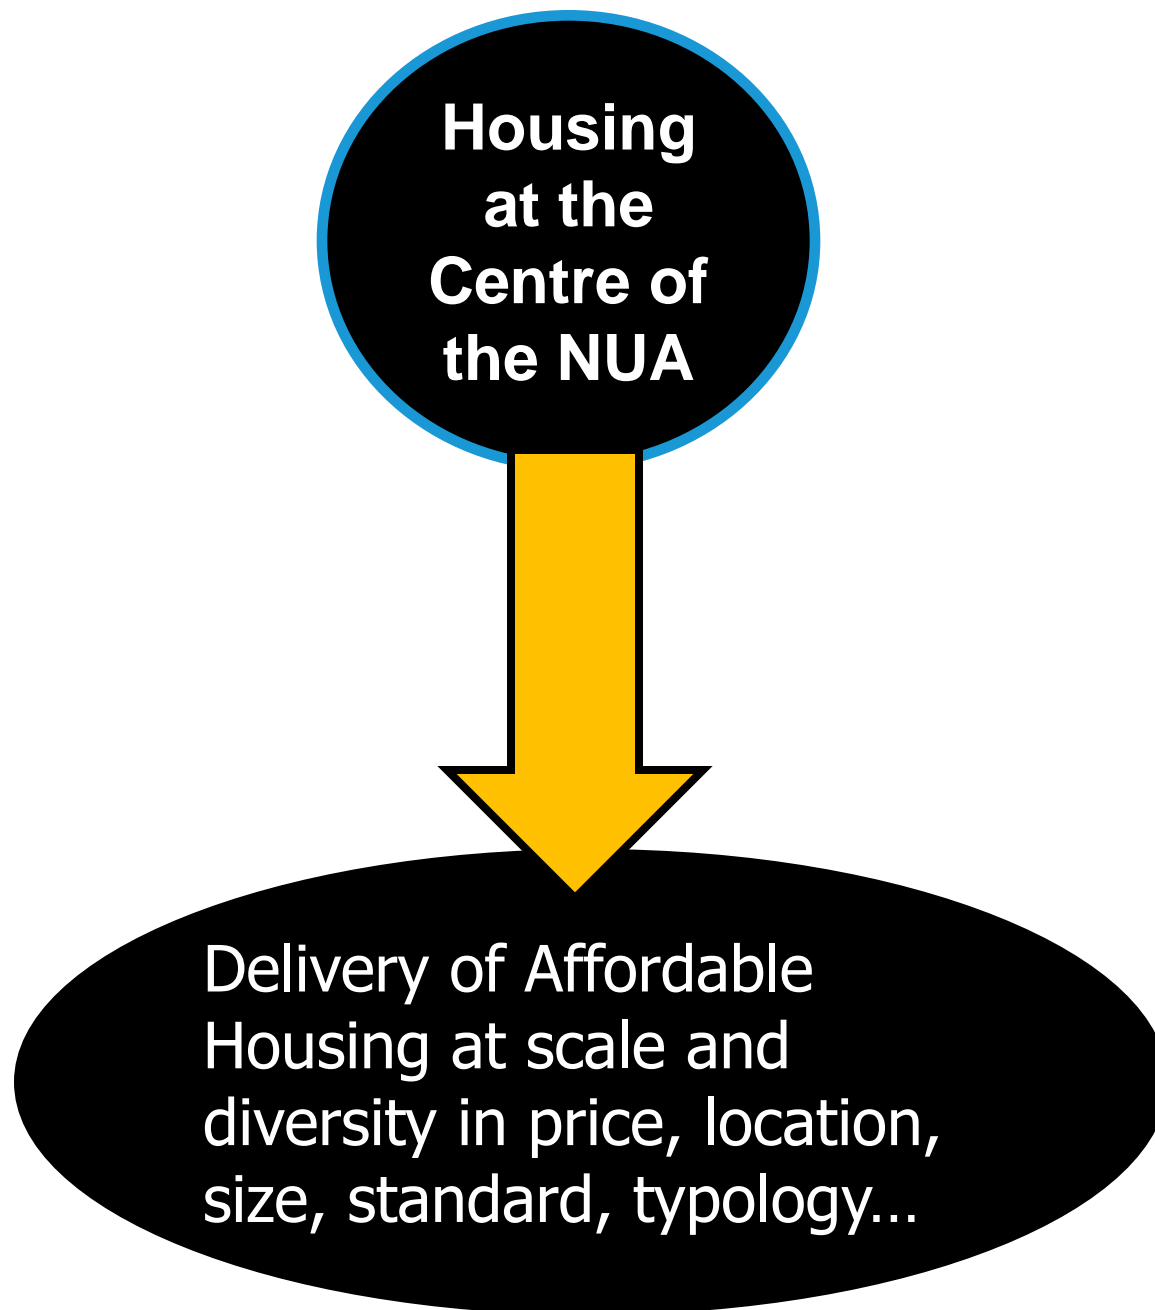 Housing
at the
Centre of
the NUA
Delivery of Affordable
Housing at scale and
diversity in price, location,
size, standard, typology…